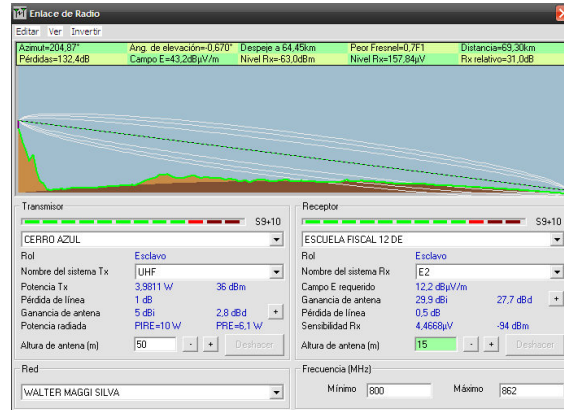 Enlace de Radio
Editar Ver Invertir
Azimut=204,87° Ang. de elevación=-0,670° Despeje a 64,45km Peor Fresnel=0,7F1 Distancia=69,30km
Pérdidas=132,4dB Campo E=43,2dBµV/m Nivel Rx=-63,0dBm Nivel Rx=157,84µV Rx relativo=31,0dB
Transmisor
S9+10
CERRO AZUL
Rol Esclavo
Nombre del sistema Tx UHF
Potencia Tx 3,9811 W 36 dBm
Pérdida de línea 1 dB
Ganancia de antena 5 dBi 2,8 dBd +
Potencia radiada PIRE=10 W PRE=6,1 W
Altura de antena (m) 50 - + Deshacer
Red
WALTER MAGGI SILVA
Receptor
S9+10
ESCUELA FISCAL 12 DE
Rol Esclavo
Nombre del sistema Rx E2
Campo E requerido 12,2 dBµV/m
Ganancia de antena 29,9 dBi 27,7 dBd +
Pérdida de línea 0,5 dB
Sensibilidad Rx 4,4668µV -94 dBm
Altura de antena (m) 15 - + Deshacer
Frecuencia (MHz)
Mínimo 800 Máximo 862